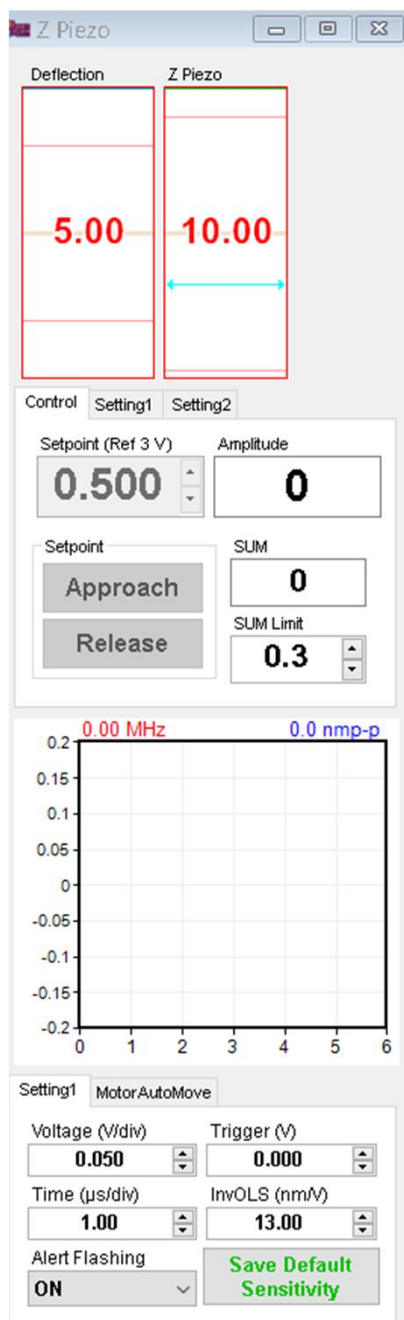 Z Piezo
Deflection Z Piezo
5.00 10.00
Control Setting1 Setting2
Setpoint (Ref 3 V) Amplitude
0.500 0
Setpoint SUM
Approach 0
Release SUM Limit
0.3
0.00 MHz 0.0 nmp-p
0.2
0.15
0.1
0.05
0
-0.05
-0.1
-0.15
-0.2
0 1 2 3 4 5 6
Setting1 MotorAutoMove
Voltage (V/div) Trigger (V)
0.050 0.000
Time (µs/div) InvOLS (nm/V)
1.00 13.00
Alert Flashing Save Default
ON Sensitivity